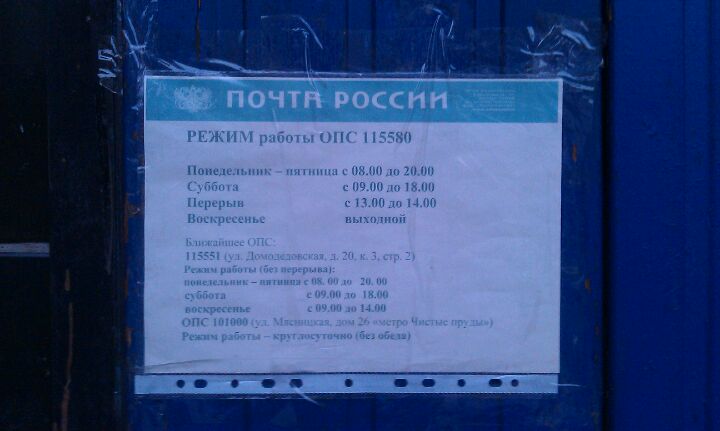 ПОЧТА РОССИИ
РЕЖИМ работы ОПС 115580
Понедельник – пятница с 08.00 до 20.00
Суббота с 09.00 до 18.00
Перерыв с 13.00 до 14.00
Воскресенье выходной
Ближайшее ОПС:
115551 (ул. Домодедовская, д. 20, к. 3, стр. 2)
Режим работы (без перерыва):
понедельник – пятница с 08. 00 до 20. 00
суббота с 09.00 до 18.00
воскресенье с 09.00 до 14.00
ОПС 101000 (ул. Мясницкая, дом 26 «метро Чистые пруды»)
Режим работы – круглосуточно (без обеда)